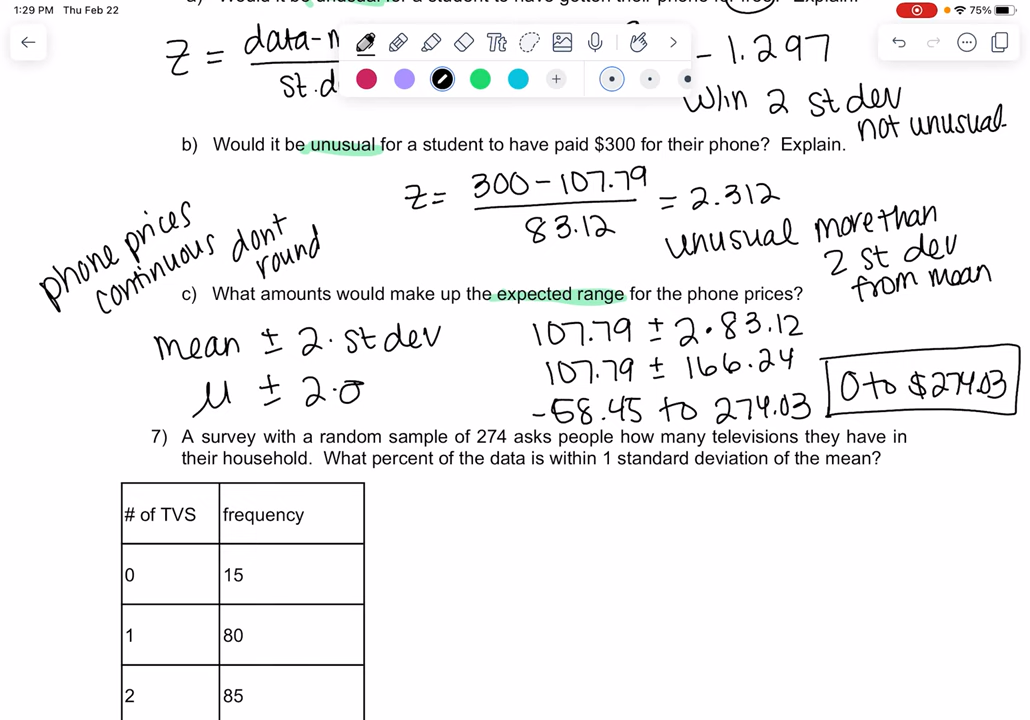 1:29 PM Thu Feb 22
75%
Z = data-m
st.d
- 1.297
w/in 2 st dev
not unusual
b) Would it be unusual for a student to have paid $300 for their phone? Explain.
Z = 300 - 107.79 / 83.12 = 2.312
unusual more than
2 st dev
from mean
phone prices
continuous dont
round
c) What amounts would make up the expected range for the phone prices?
mean ± 2 · st dev
μ ± 2·σ
107.79 ± 2 • 83.12
107.79 ± 166.24
-58.45 to 274.03
0 to $274.03
7) A survey with a random sample of 274 asks people how many televisions they have in
their household. What percent of the data is within 1 standard deviation of the mean?
# of TVS frequency
0 15
1 80
2 85